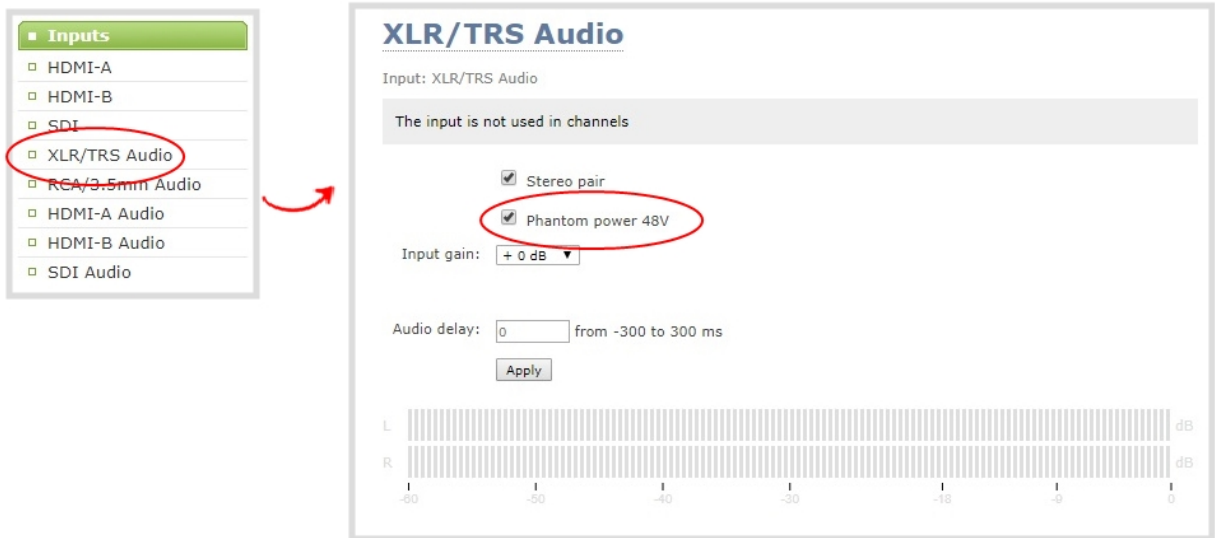 Inputs
HDMI-A
HDMI-B
SDI
XLR/TRS Audio
RCA/3.5mm Audio
HDMI-A Audio
HDMI-B Audio
SDI Audio
XLR/TRS Audio
Input: XLR/TRS Audio
The input is not used in channels
Stereo pair
Phantom power 48V
Input gain: + 0 dB
Audio delay: 0 from -300 to 300 ms
Apply
L dB
R dB
-60 -50 -40 -30 -18 -9 0